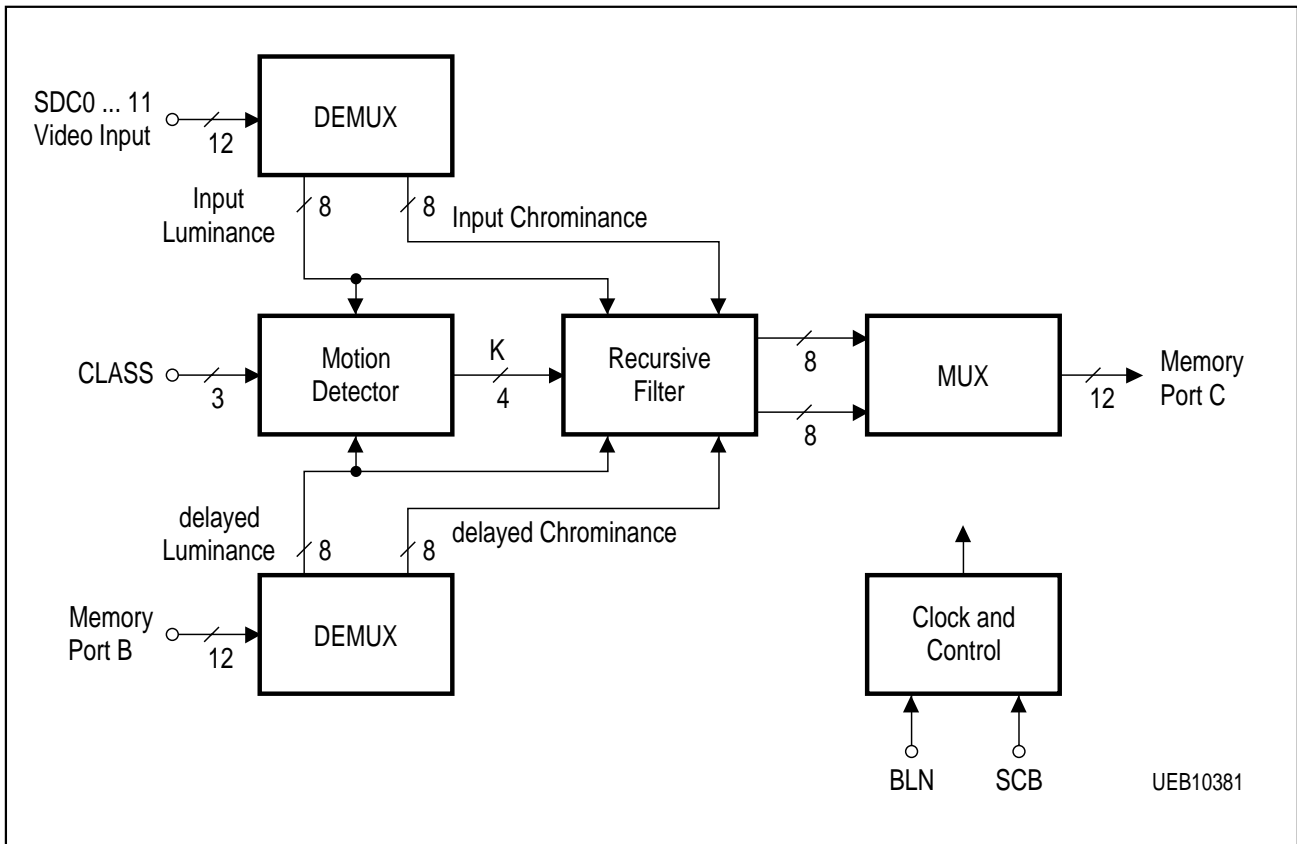 SDC0 ... 11
Video Input
12
DEMUX
Input
Luminance
8
8
Input Chrominance
CLASS
3
Motion
Detector
K
4
Recursive
Filter
8
8
MUX
12
Memory
Port C
delayed
Luminance
8
8
delayed Chrominance
Memory
Port B
12
DEMUX
Clock and
Control
BLN
SCB
UEB10381